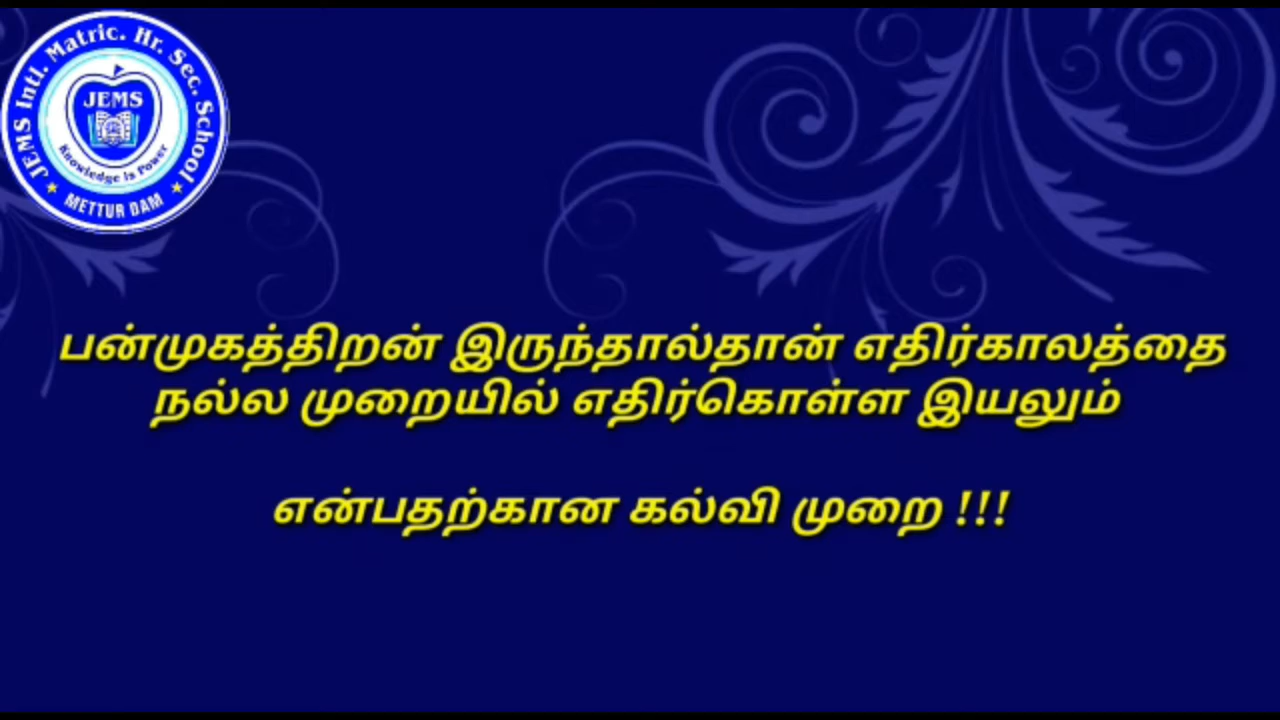 JEMS Intl. Matric. Hr. Sec. School
JEMS
Knowledge is Power
METTUR DAM
பன்முகத்திறன் இருந்தால்தான் எதிர்காலத்தை
நல்ல முறையில் எதிர்கொள்ள இயலும்
என்பதற்கான கல்வி முறை !!!